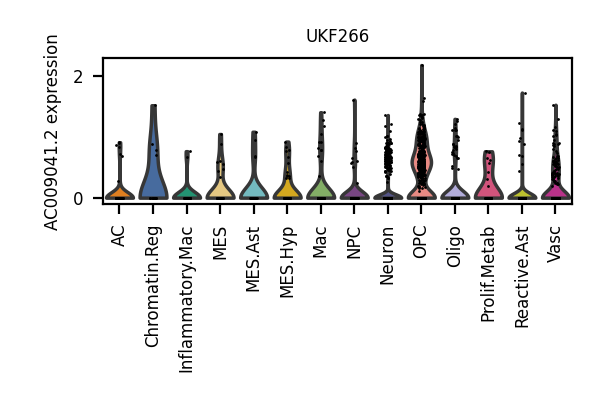 UKF266
AC009041.2 expression
2
0
AC
Chromatin.Reg
Inflammatory.Mac
MES
MES.Ast
MES.Hyp
Mac
NPC
Neuron
OPC
Oligo
Prolif.Metab
Reactive.Ast
Vasc